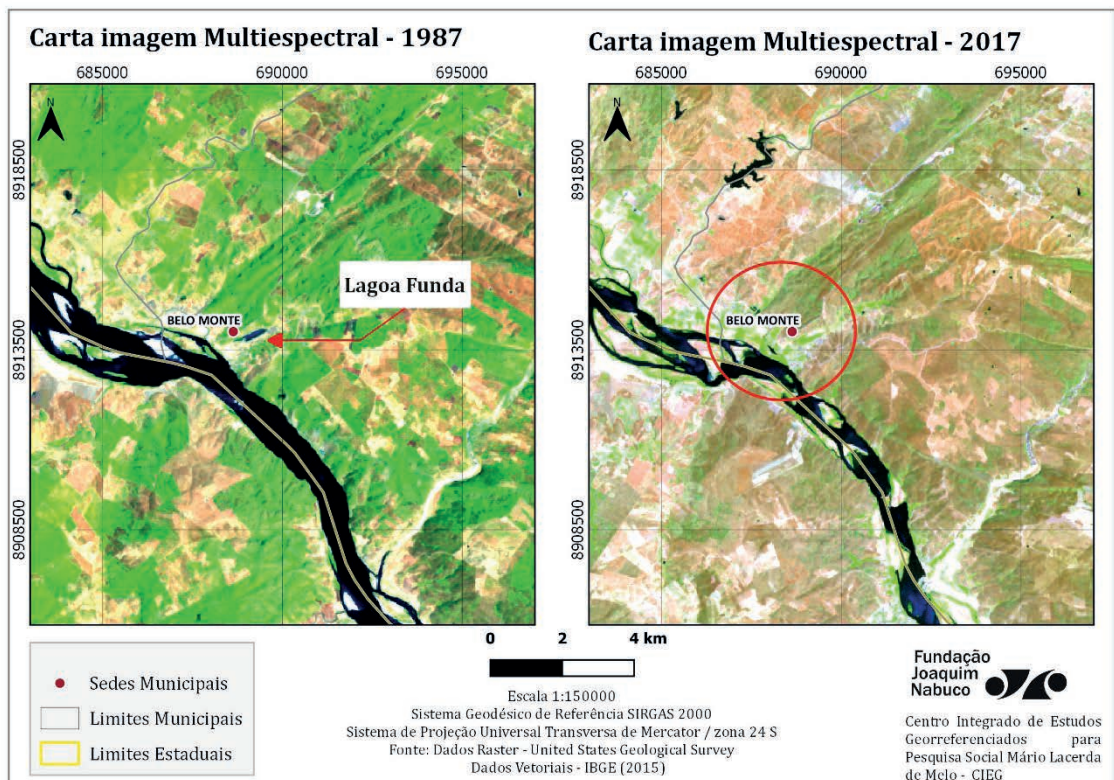 Carta imagem Multiespectral - 1987
Carta imagem Multiespectral - 2017
685000
690000
695000
685000
690000
695000
N
N
8918500
8918500
Lagoa Funda
BELO MONTE
BELO MONTE
8913500
8913500
8908500
8908500
Sedes Municipais
Limites Municipais
Limites Estaduais
0 2 4 km
Escala 1:150000
Sistema Geodésico de Referência SIRGAS 2000
Sistema de Projeção Universal Transversa de Mercator / zona 24 S
Fonte: Dados Raster - United States Geological Survey
Dados Vetoriais - IBGE (2015)
Fundação
Joaquim
Nabuco
Centro Integrado de Estudos
Georreferenciados para
Pesquisa Social Mário Lacerda
de Melo - CIEG